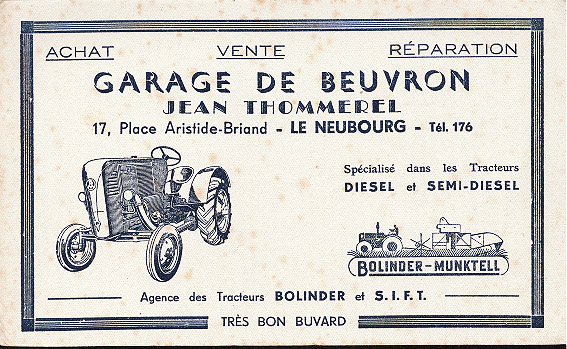 ACHAT VENTE RÉPARATION
GARAGE DE BEUVRON
JEAN THOMMEREL
17, Place Aristide-Briand - LE NEUBOURG - Tél. 176
Spécialisé dans les Tracteurs
DIESEL et SEMI-DIESEL
BOLINDER-MUNKTELL
Agence des Tracteurs BOLINDER et S.I.F.T.
TRÈS BON BUVARD